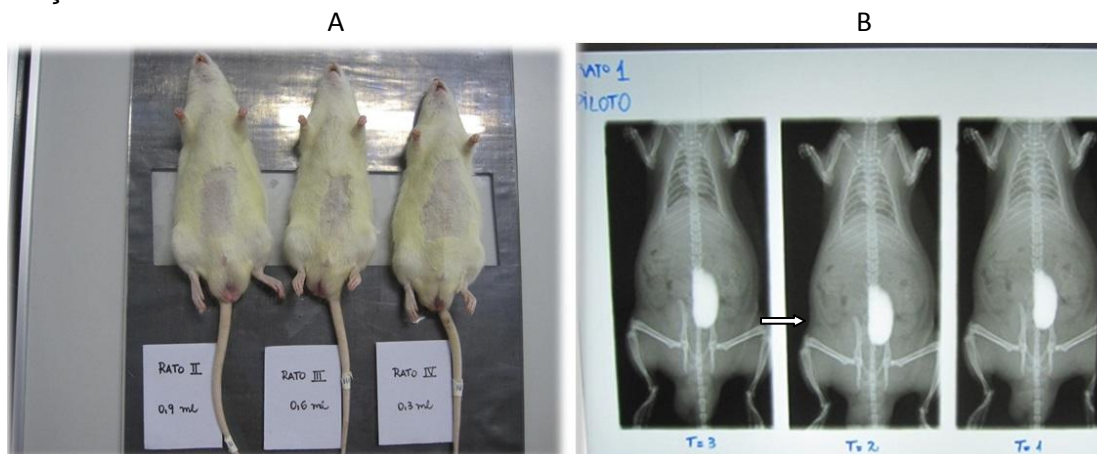 A
B
RATO II
0,9 ml
RATO III
0,6 ml
RATO IV
0,3 ml
RATO 1
PILOTO
T=3
T=2
T=1